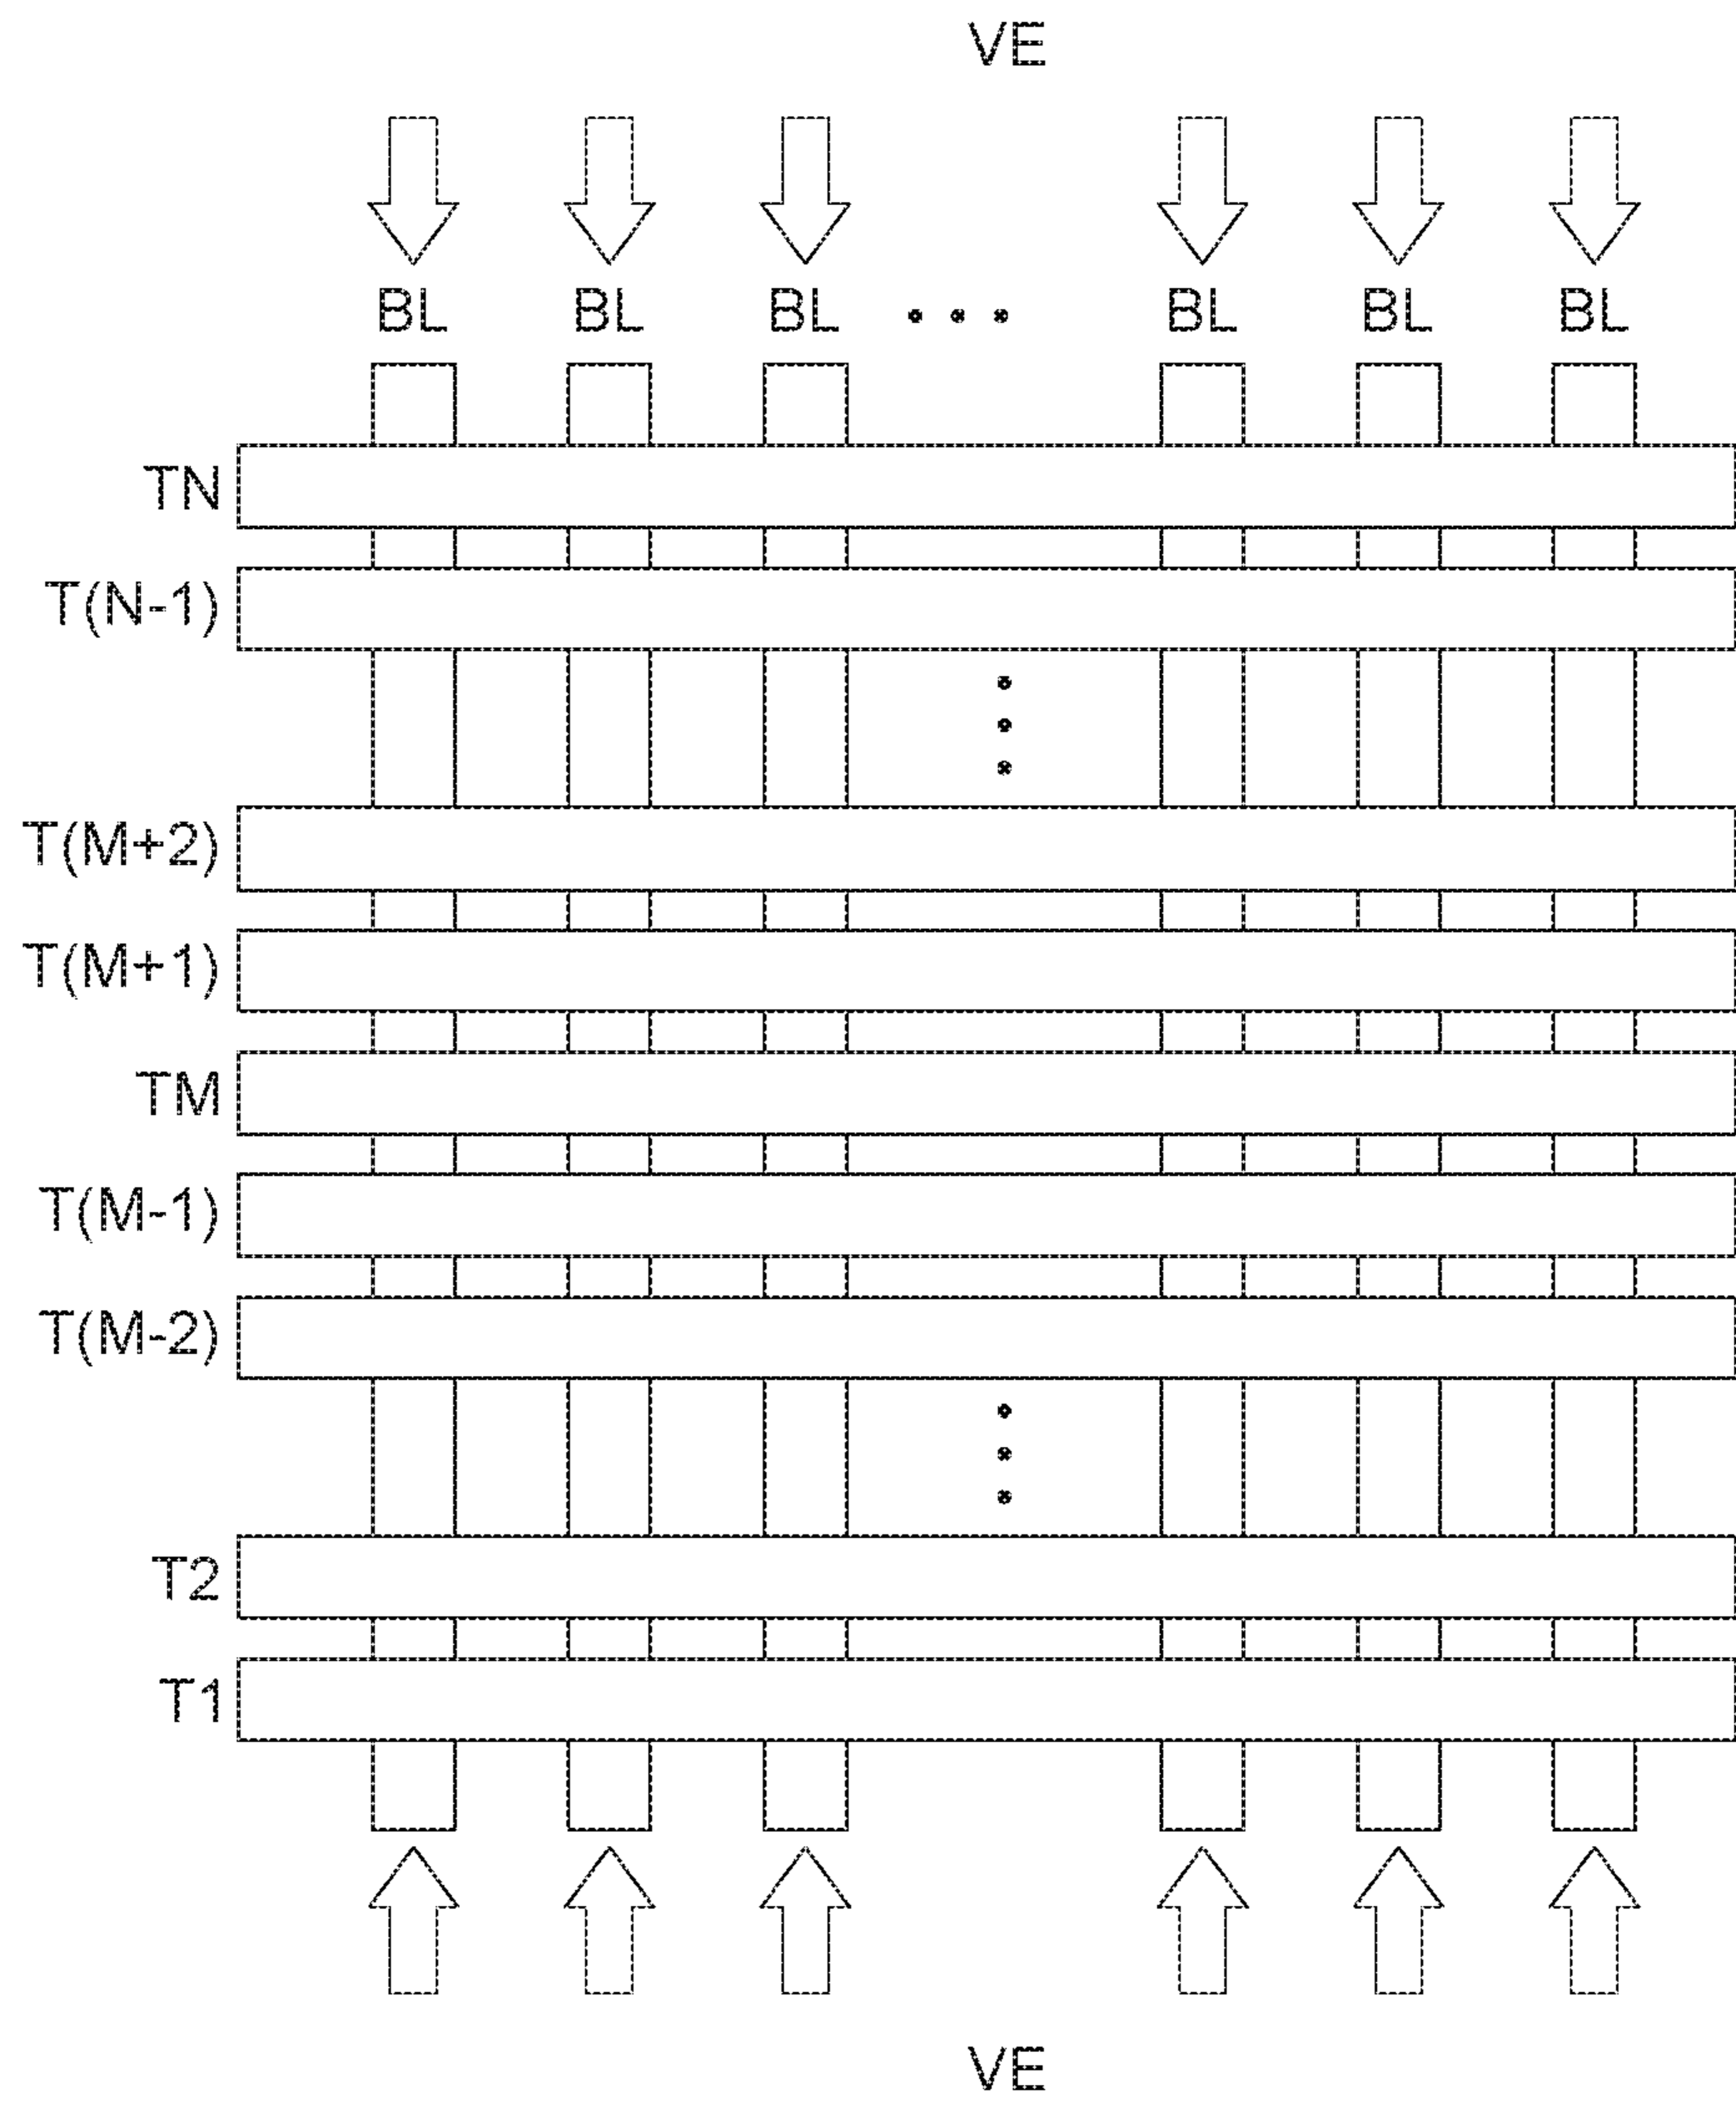 VE
BL BL BL • • • BL BL BL
TN
T(N-1)
T(M+2)
T(M+1)
TM
T(M-1)
T(M-2)
T2
T1
VE